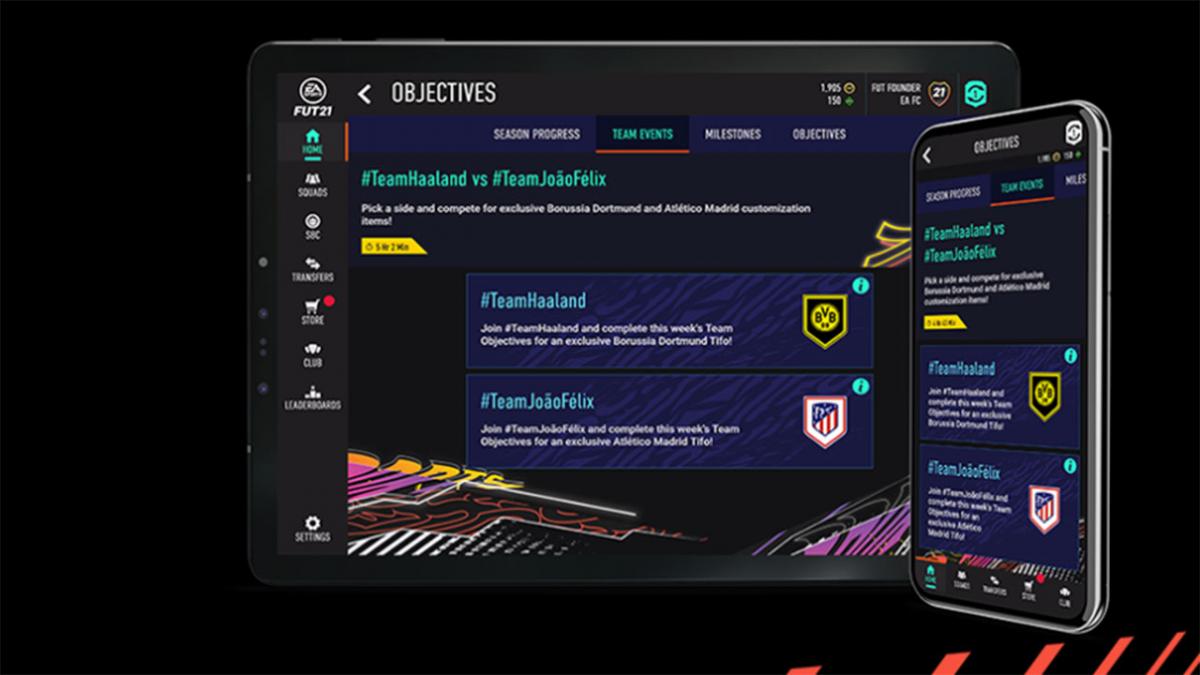 EA
SPORTS
FUT21
OBJECTIVES
1,905
150
FUT FOUNDER
EA FC
21
HOME
SQUADS
SBC
TRANSFERS
STORE
CLUB
LEADERBOARDS
SETTINGS
SEASON PROGRESS TEAM EVENTS MILESTONES OBJECTIVES
#TeamHaaland vs #TeamJoãoFélix
Pick a side and compete for exclusive Borussia Dortmund and Atlético Madrid customization
items!
5 Hr 2 Min
#TeamHaaland
Join #TeamHaaland and complete this week's Team
Objectives for an exclusive Borussia Dortmund Tifo!
BVB
09
#TeamJoãoFélix
Join #TeamJoãoFélix and complete this week's Team
Objectives for an exclusive Atlético Madrid Tifo!
OBJECTIVES
1,905 150
SEASON PROGRESS TEAM EVENTS MILES
#TeamHaaland vs
#TeamJoãoFélix
Pick a side and compete for exclusive
Borussia Dortmund and Atlético Madrid
customization items!
#TeamHaaland
Join #TeamHaaland and
complete this week's Team
Objectives for an exclusive
Borussia Dortmund Tifo!
BVB
09
#TeamJoãoFélix
Join #TeamJoãoFélix and
complete this week's Team
Objectives for an
exclusive Atlético
Madrid Tifo!
HOME SQUADS TRANSFERS STORE CLUB